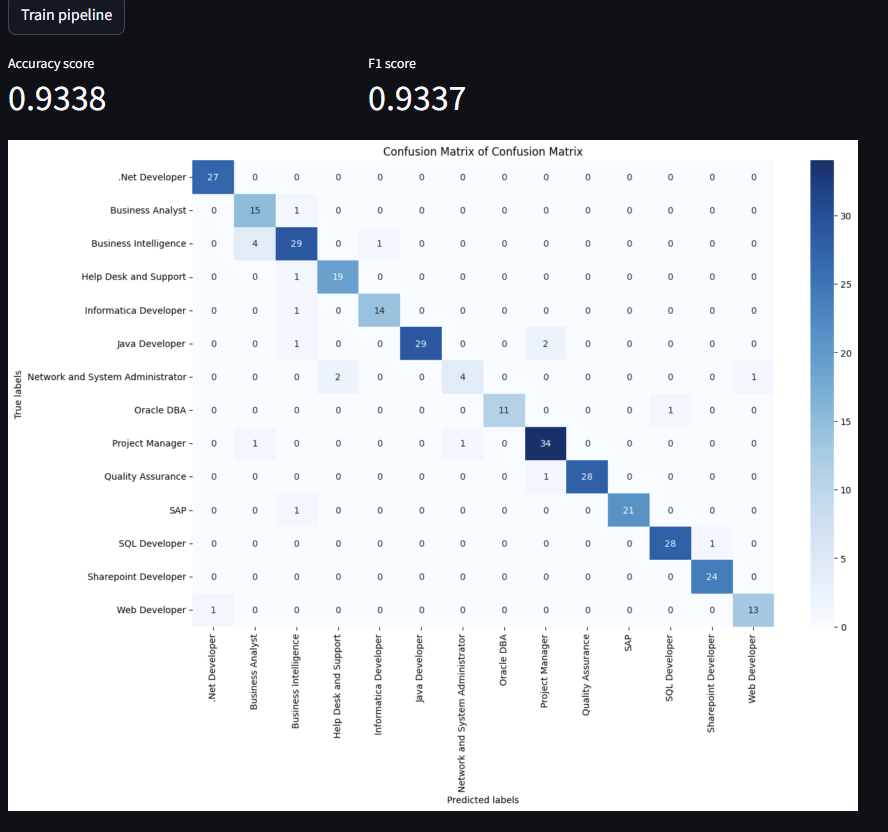 Train pipeline
Accuracy score
F1 score
0.9338
0.9337
Confusion Matrix of Confusion Matrix
True labels
.Net Developer 27 0 0 0 0 0 0 0 0 0 0 0 0 0
Business Analyst 0 15 1 0 0 0 0 0 0 0 0 0 0 0
Business Intelligence 0 4 29 0 1 0 0 0 0 0 0 0 0 0
Help Desk and Support 0 0 1 19 0 0 0 0 0 0 0 0 0 0
Informatica Developer 0 0 1 0 14 0 0 0 0 0 0 0 0 0
Java Developer 0 0 1 0 0 29 0 0 2 0 0 0 0 0
Network and System Administrator 0 0 0 2 0 0 4 0 0 0 0 0 0 1
Oracle DBA 0 0 0 0 0 0 0 11 0 0 0 1 0 0
Project Manager 0 1 0 0 0 0 1 0 34 0 0 0 0 0
Quality Assurance 0 0 0 0 0 0 0 0 1 28 0 0 0 0
SAP 0 0 1 0 0 0 0 0 0 0 21 0 0 0
SQL Developer 0 0 0 0 0 0 0 0 0 0 0 28 1 0
Sharepoint Developer 0 0 0 0 0 0 0 0 0 0 0 0 24 0
Web Developer 1 0 0 0 0 0 0 0 0 0 0 0 0 13
.Net Developer
Business Analyst
Business Intelligence
Help Desk and Support
Informatica Developer
Java Developer
Network and System Administrator
Oracle DBA
Project Manager
Quality Assurance
SAP
SQL Developer
Sharepoint Developer
Web Developer
Predicted labels
30
25
20
15
10
5
0